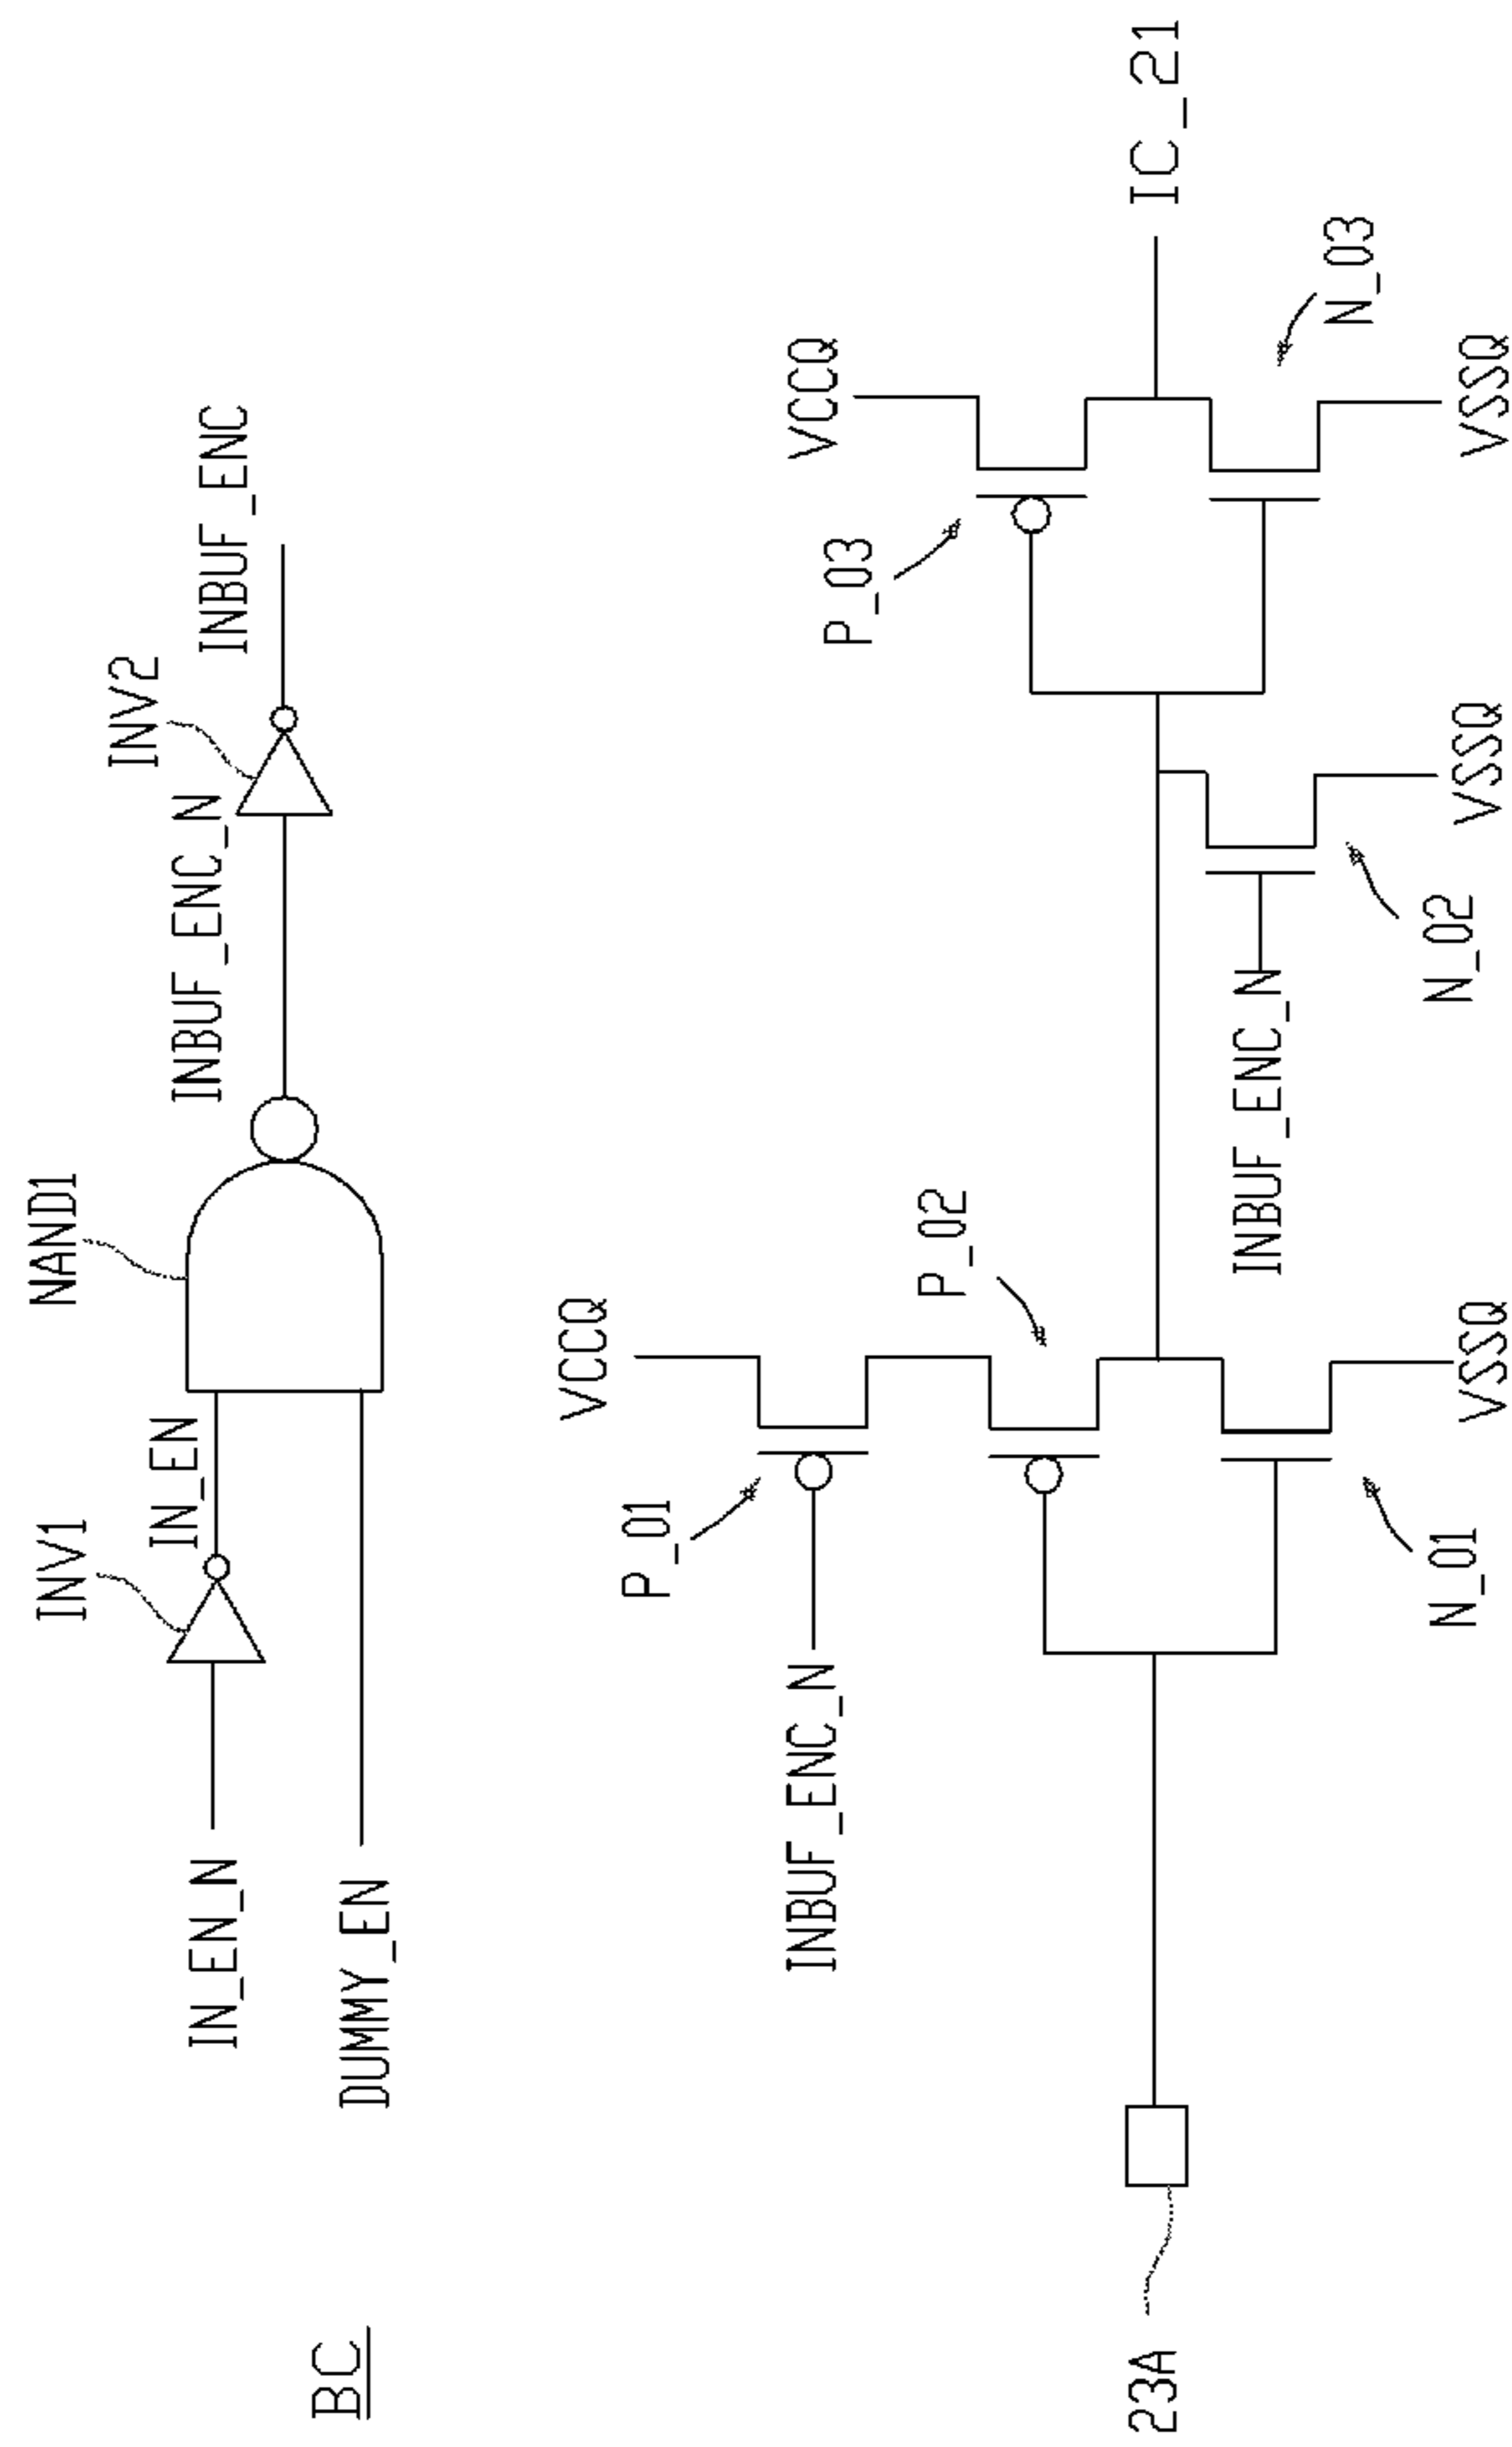 BC
IN_EN_N
INV1
IN_EN
DUMMY_EN
NAND1
INBUF_ENC_N
INV2
INBUF_ENC
23A
INBUF_ENC_N
P_01
VCCQ
P_02
N_01
VSSQ
INBUF_ENC_N
N_02
VSSQ
P_03
VCCQ
N_03
VSSQ
IC_21